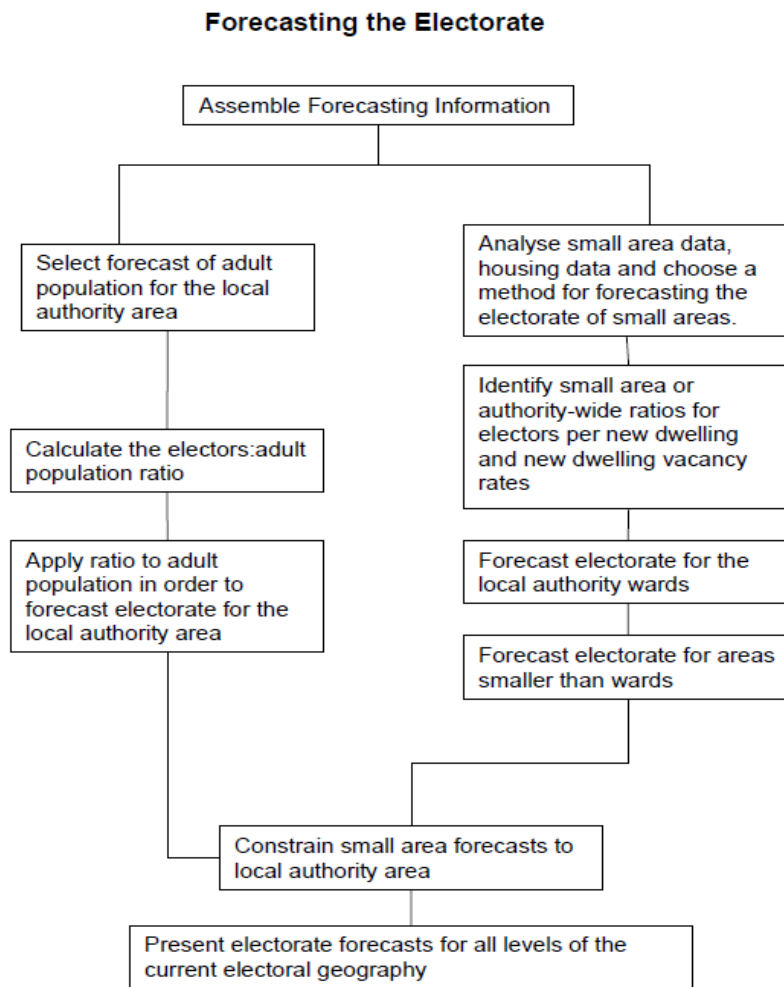 Forecasting the Electorate
Assemble Forecasting Information
Select forecast of adult
population for the local
authority area
Calculate the electors:adult
population ratio
Apply ratio to adult
population in order to
forecast electorate for the
local authority area
Analyse small area data,
housing data and choose a
method for forecasting the
electorate of small areas.
Identify small area or
authority-wide ratios for
electors per new dwelling
and new dwelling vacancy
rates
Forecast electorate for the
local authority wards
Forecast electorate for areas
smaller than wards
Constrain small area forecasts to
local authority area
Present electorate forecasts for all levels of the
current electoral geography